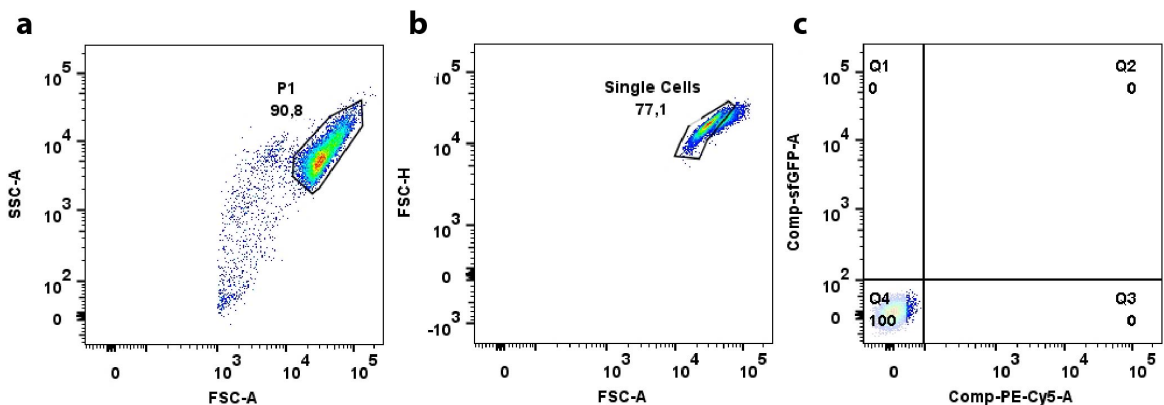 a
b
c
10^5
10^4
10^3
10^2
0
SSC-A
P1
90,8
0
10^3
10^4
10^5
FSC-A
10^5
10^4
10^3
0
-10^3
FSC-H
Single Cells
77,1
0
10^3
10^4
10^5
FSC-A
10^5
10^4
10^3
10^2
0
Comp-sfGFP-A
Q1
0
Q2
0
Q4
100
Q3
0
0
10^3
10^4
10^5
Comp-PE-Cy5-A